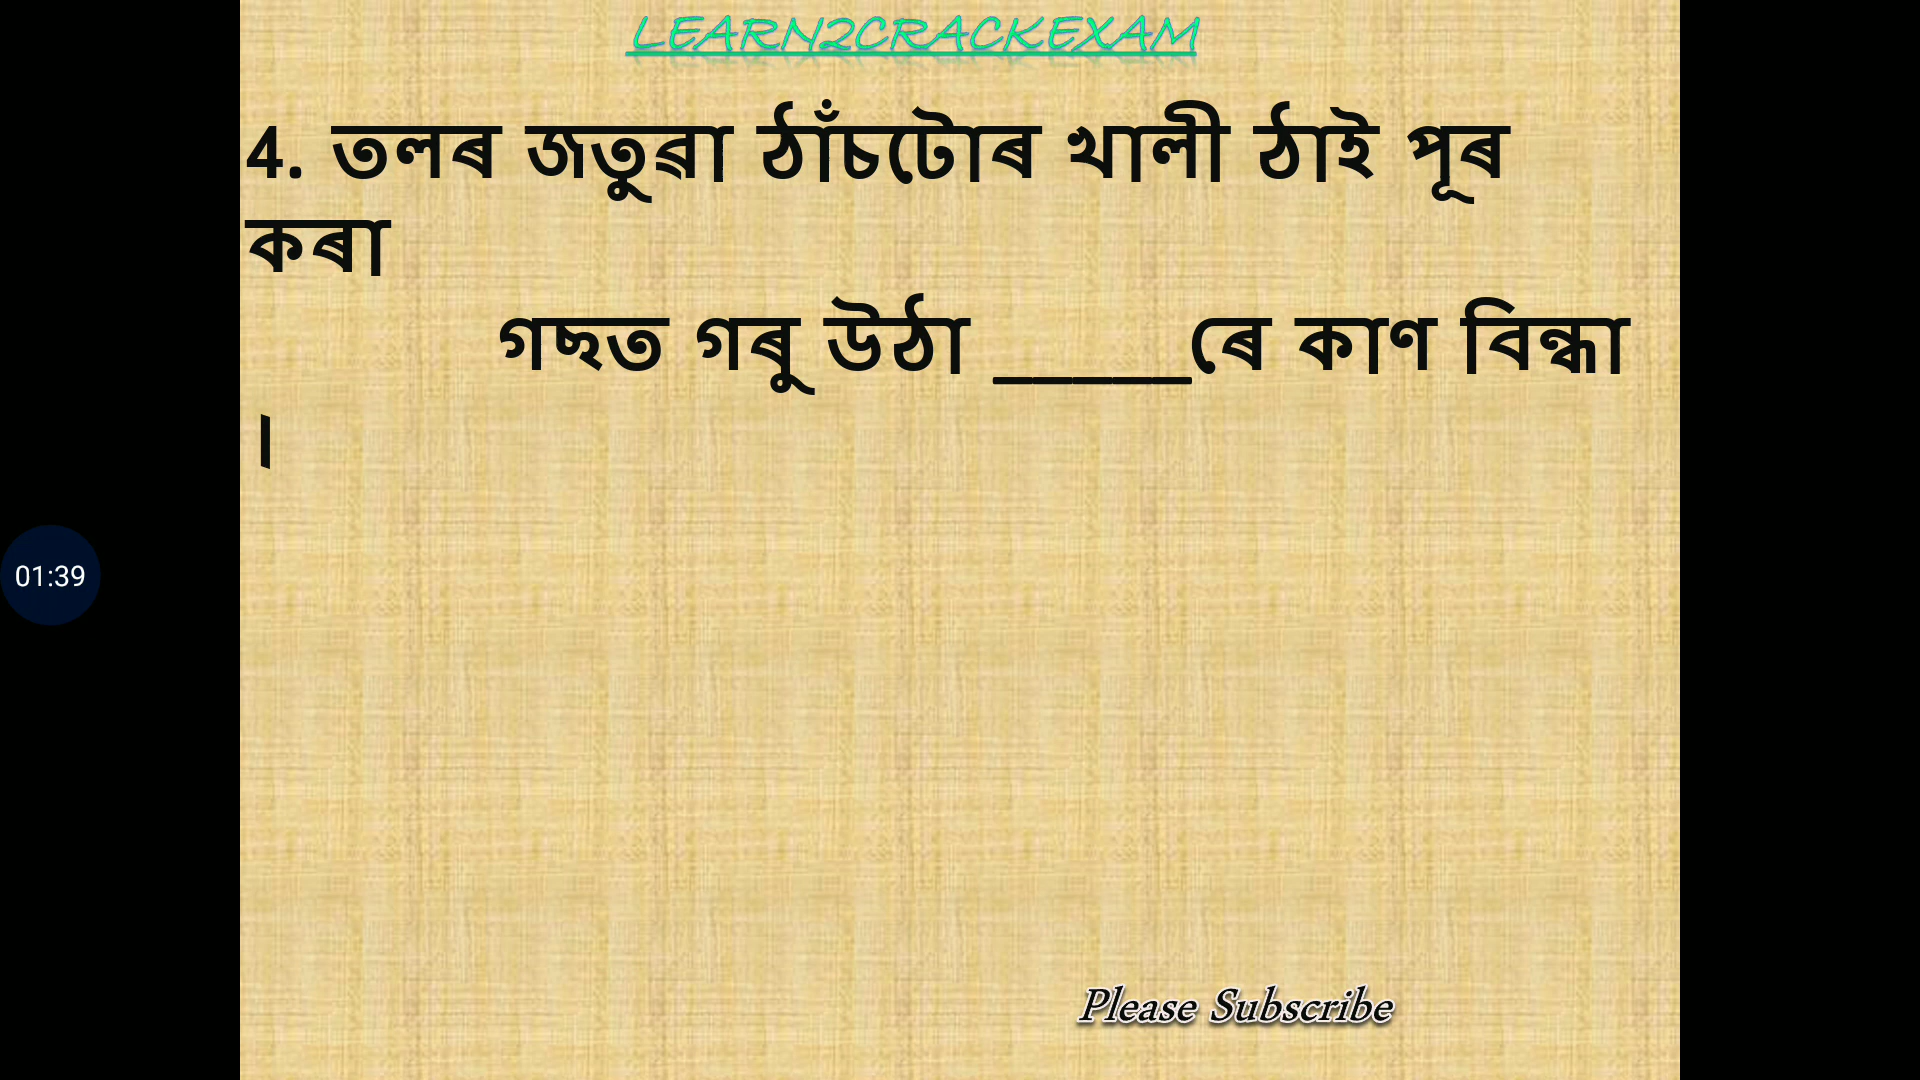 LEARN2CRACKEXAM
4. তলৰ জতুৱা ঠাঁচটোৰ খালী ঠাই পূৰ
কৰা
গছত গৰু উঠা _____ৰে কাণ বিন্ধা
।
01:39
Please Subscribe